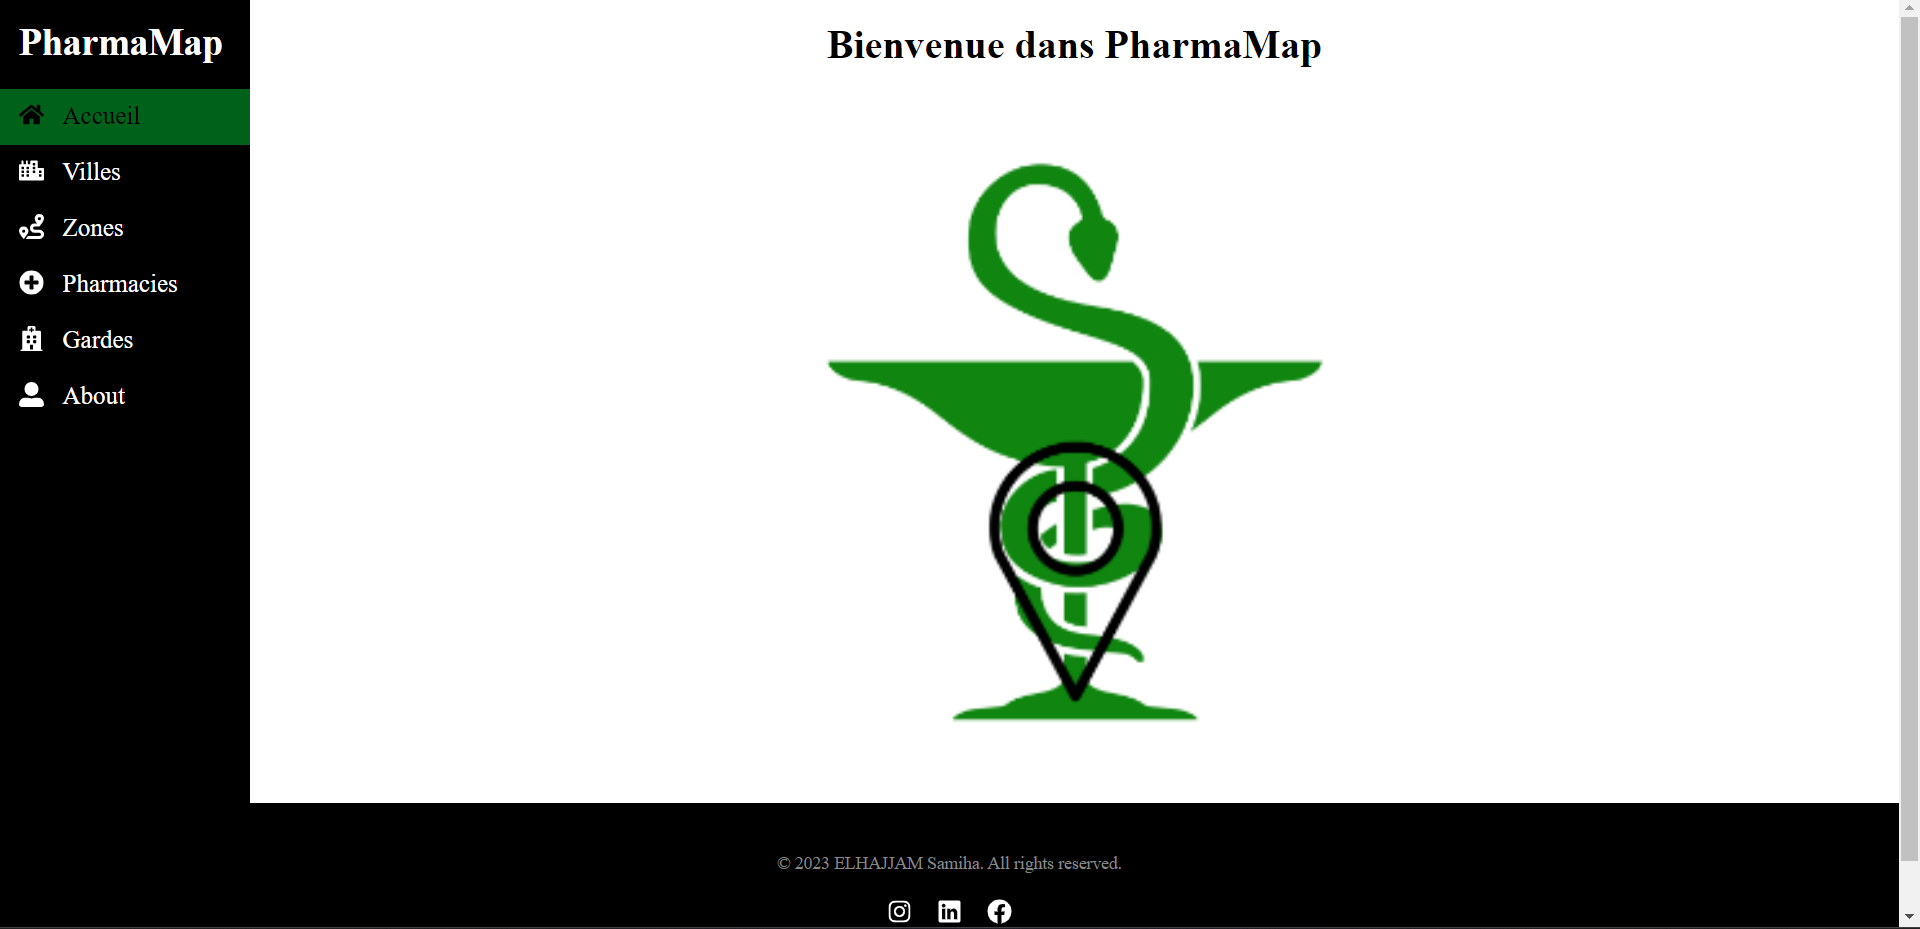 PharmaMap
Accueil
Villes
Zones
Pharmacies
Gardes
About
Bienvenue dans PharmaMap
© 2023 ELHAJJAM Samiha. All rights reserved.